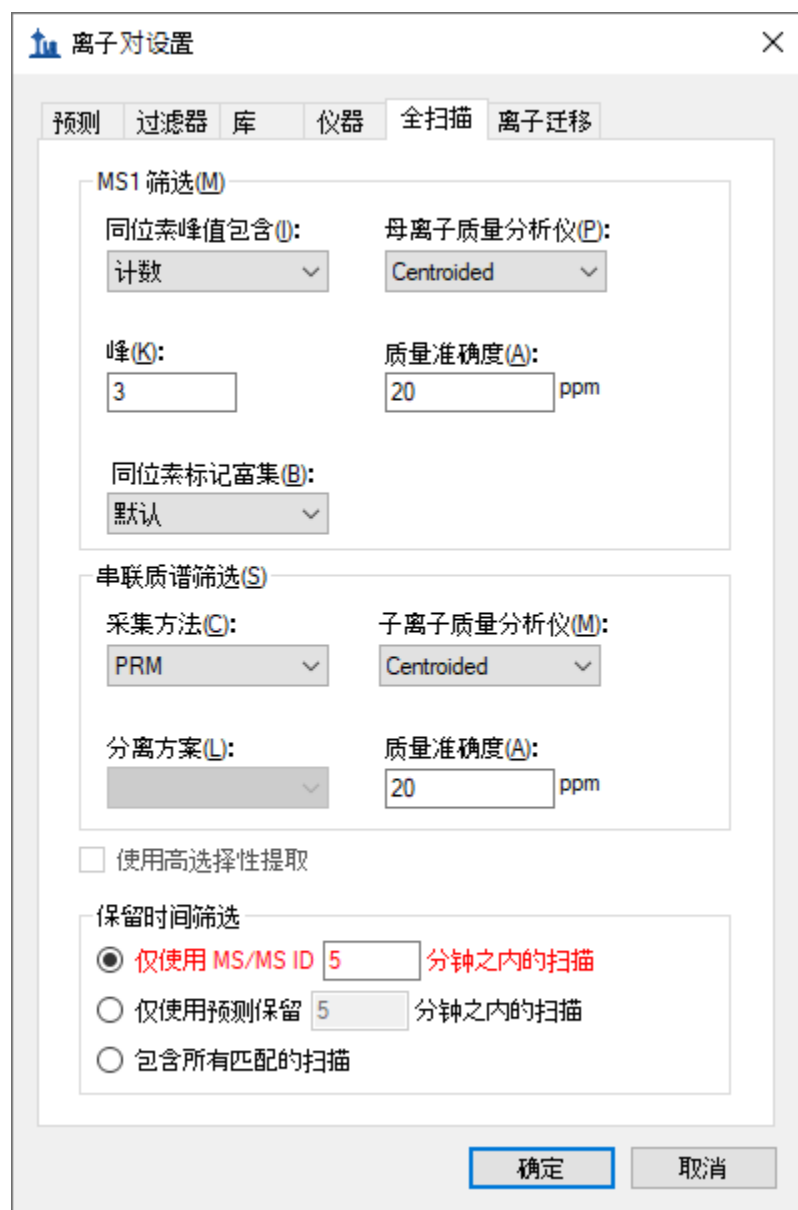 离子对设置
预测 过滤器 库 仪器 全扫描 离子迁移
MS1 筛选(M)
同位素峰值包含(I): 母离子质量分析仪(P):
计数 Centroided
峰(K): 质量准确度(A):
3 20 ppm
同位素标记富集(B):
默认
串联质谱筛选(S)
采集方法(C): 子离子质量分析仪(M):
PRM Centroided
分离方案(L): 质量准确度(A):
20 ppm
使用高选择性提取
保留时间筛选
仅使用 MS/MS ID 5 分钟之内的扫描
仅使用预测保留 5 分钟之内的扫描
包含所有匹配的扫描
确定 取消